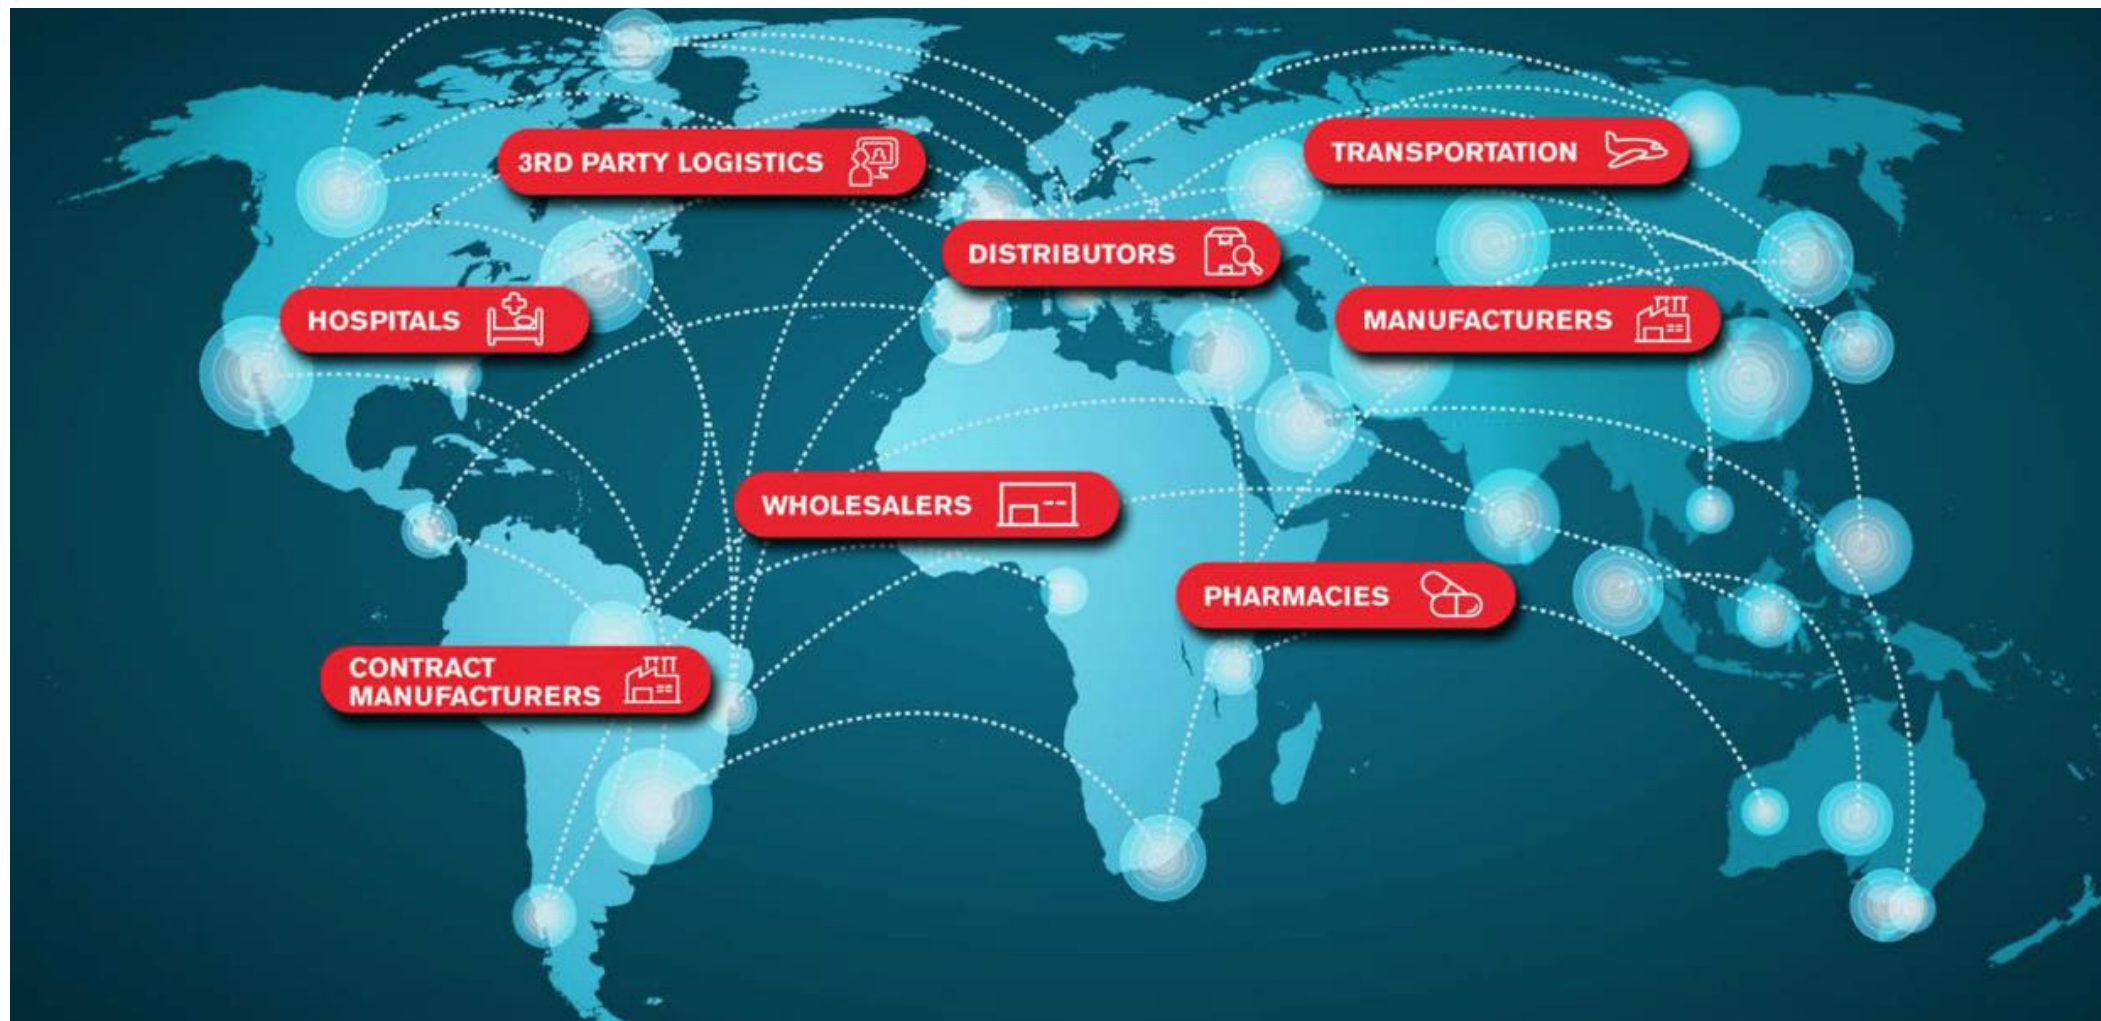 3RD PARTY LOGISTICS
TRANSPORTATION
DISTRIBUTORS
HOSPITALS
MANUFACTURERS
WHOLESALERS
PHARMACIES
CONTRACT
MANUFACTURERS